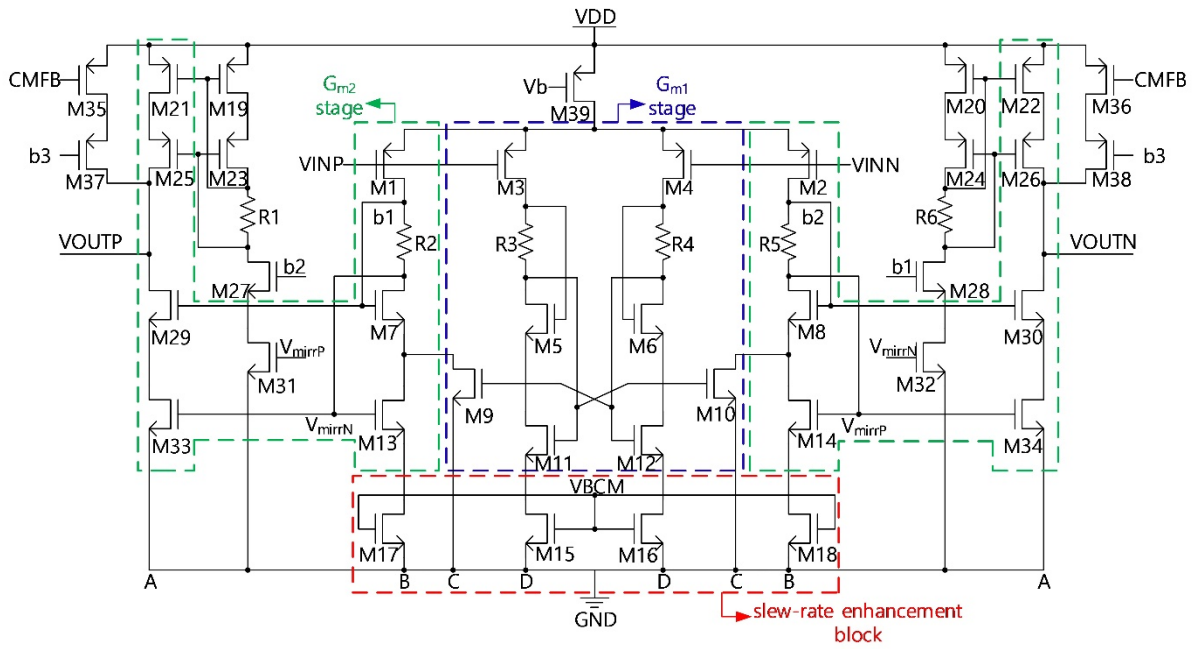 VDD
CMFB
M35
M21
M19
Gm2
stage
Vb
M39
Gm1
stage
M20
M22
CMFB
M36
b3
M37
M25
M23
VINP
M1
M3
M4
M2
VINN
M24
M26
b3
M38
R1
b1
R2
R3
R4
R5
b2
R6
VOUTP
VOUTN
b2
M27
b1
M28
M29
M7
M5
M6
M8
M30
VmirrP
M31
M9
M10
VmirrN
M32
M33
VmirrN
M13
M11
M12
M14
VmirrP
M34
VBCM
M17
M15
M16
M18
A
B
C
D
D
C
B
A
GND
slew-rate enhancement
block